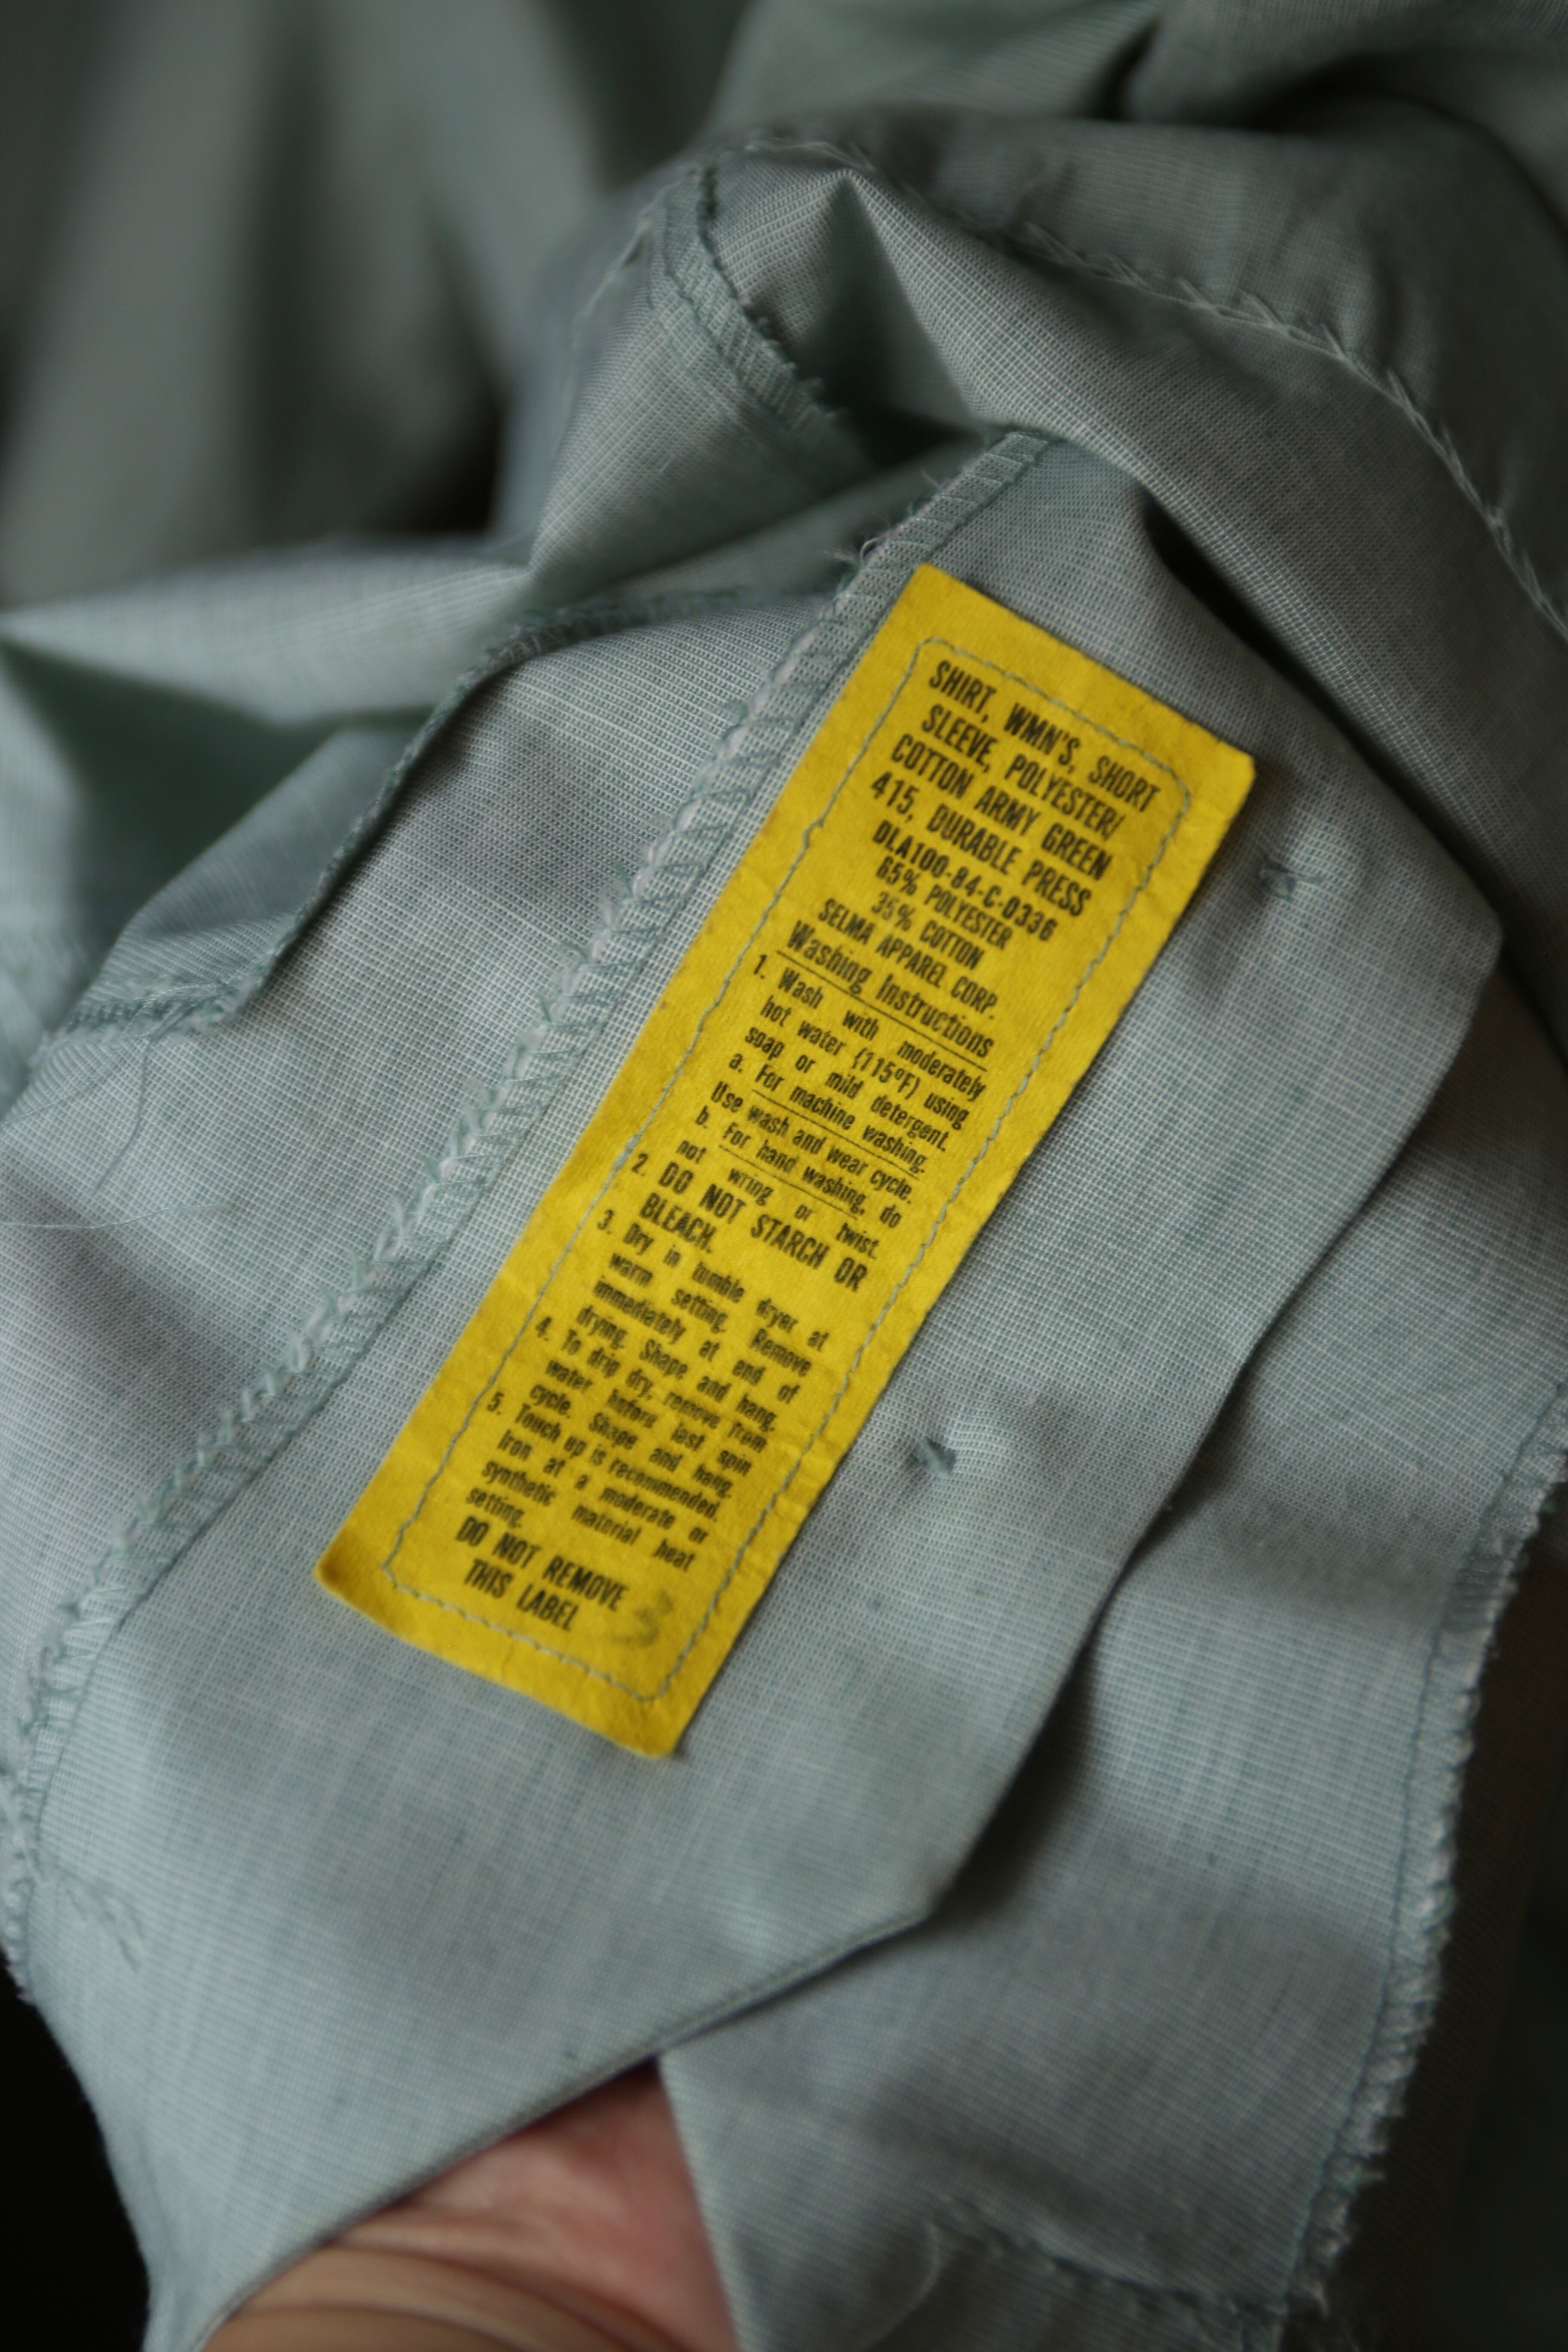 SHIRT, WMN'S, SHORT
SLEEVE, POLYESTER/
COTTON ARMY GREEN
415, DURABLE PRESS
DLA100-84-C-0336
65% POLYESTER
35% COTTON
SELMA APPAREL CORP.
Washing Instructions
1. Wash with moderately
hot water (115ºF) using
soap or mild detergent.
a. For machine washing.
Use wash and wear cycle.
b. For hand washing, do
not wring or twist.
2. DO NOT STARCH OR
BLEACH.
3. Dry in tumble dryer at
warm setting. Remove
immediately at end of
drying. Shape and hang.
4. To drip dry, remove from
water before last spin
cycle. Shape and hang.
5. Touch up is recommended.
Iron at a moderate or
synthetic material heat
setting.
DO NOT REMOVE
THIS LABEL